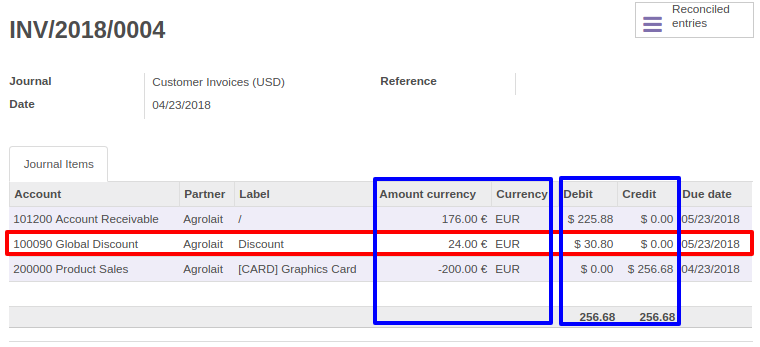 INV/2018/0004
Reconciled
entries
Journal Customer Invoices (USD) Reference
Date 04/23/2018
Journal Items
Account Partner Label Amount currency Currency Debit Credit Due date
101200 Account Receivable Agrolait / 176.00 € EUR $ 225.88 $ 0.00 05/23/2018
100090 Global Discount Agrolait Discount 24.00 € EUR $ 30.80 $ 0.00 05/23/2018
200000 Product Sales Agrolait [CARD] Graphics Card -200.00 € EUR $ 0.00 $ 256.68 04/23/2018
256.68 256.68